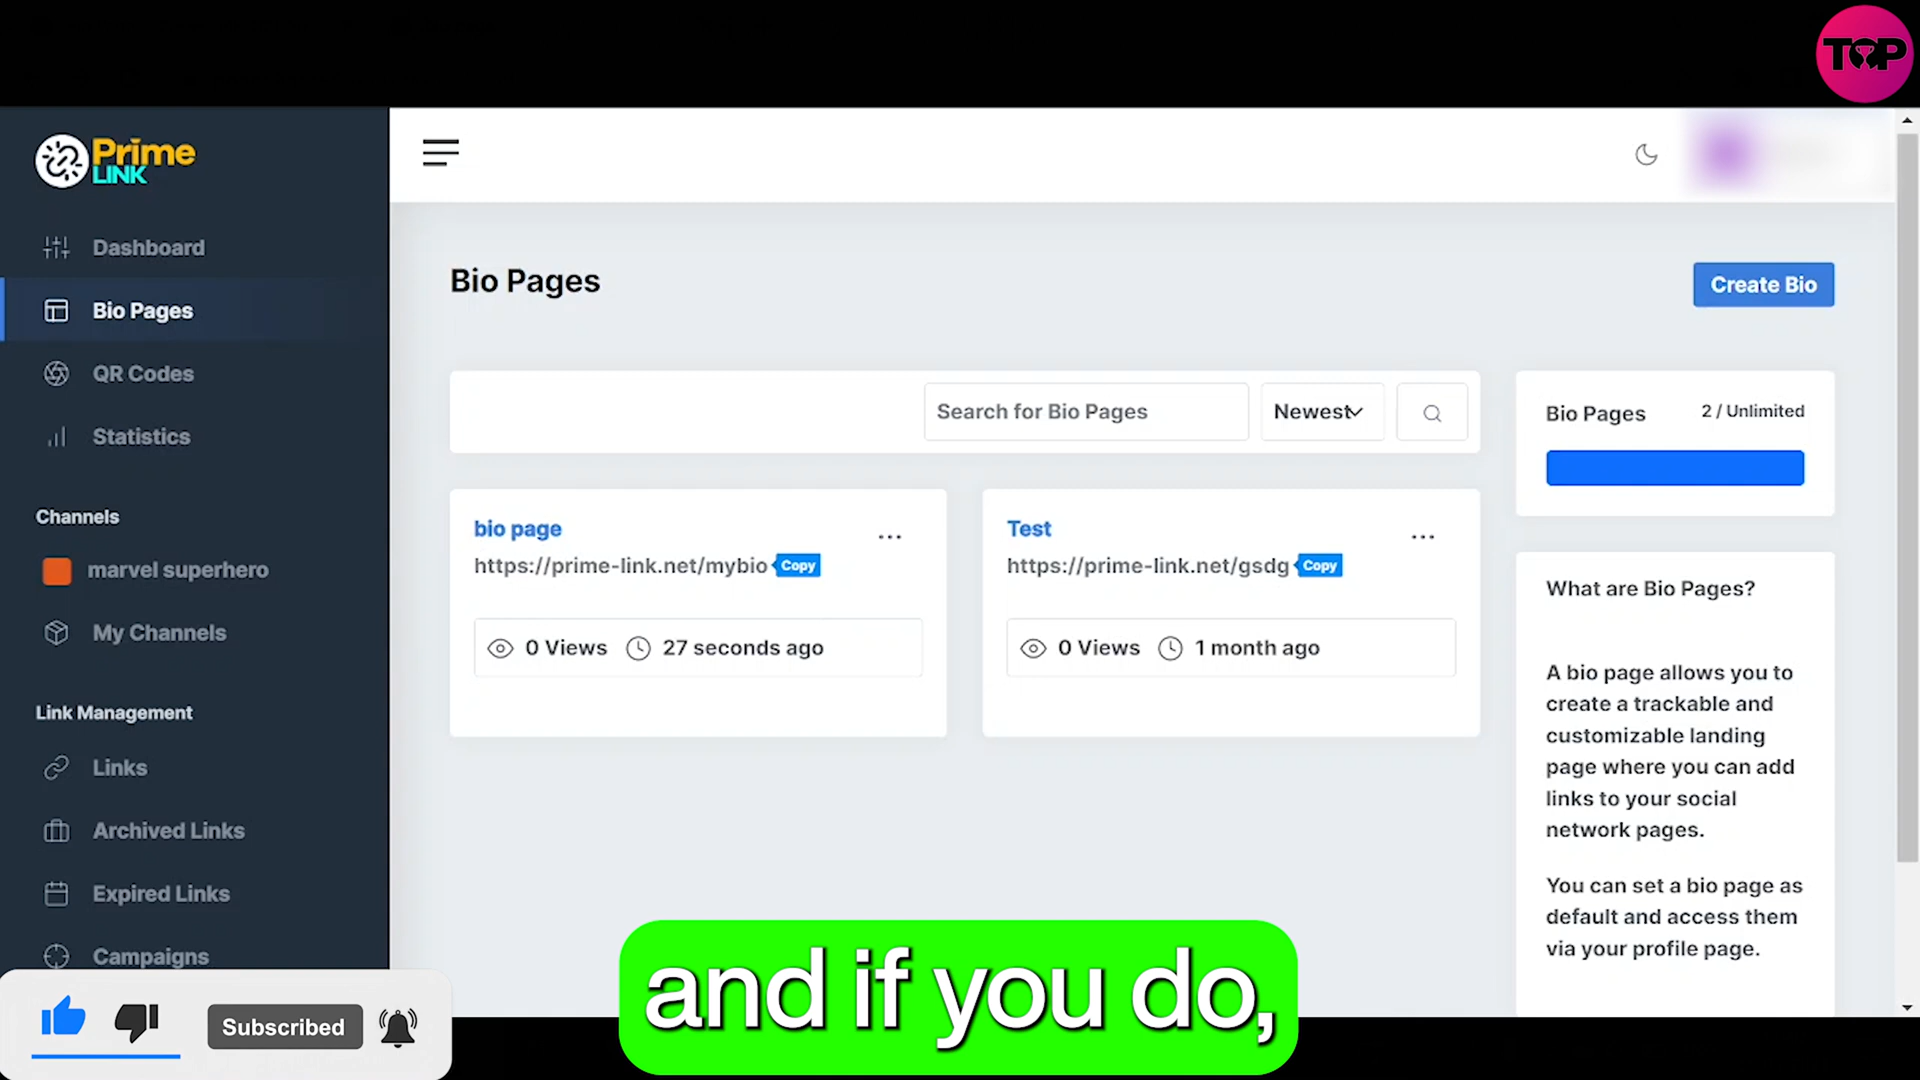 TOP
Prime
LINK
Dashboard
Bio Pages
QR Codes
Statistics
Channels
marvel superhero
My Channels
Link Management
Links
Archived Links
Expired Links
Campaigns
Bio Pages
Create Bio
Search for Bio Pages
Newest
bio page
https://prime-link.net/mybio Copy
0 Views 27 seconds ago
Test
https://prime-link.net/gsdg Copy
0 Views 1 month ago
Bio Pages 2 / Unlimited
What are Bio Pages?
A bio page allows you to
create a trackable and
customizable landing
page where you can add
links to your social
network pages.
You can set a bio page as
default and access them
via your profile page.
Subscribed
and if you do,